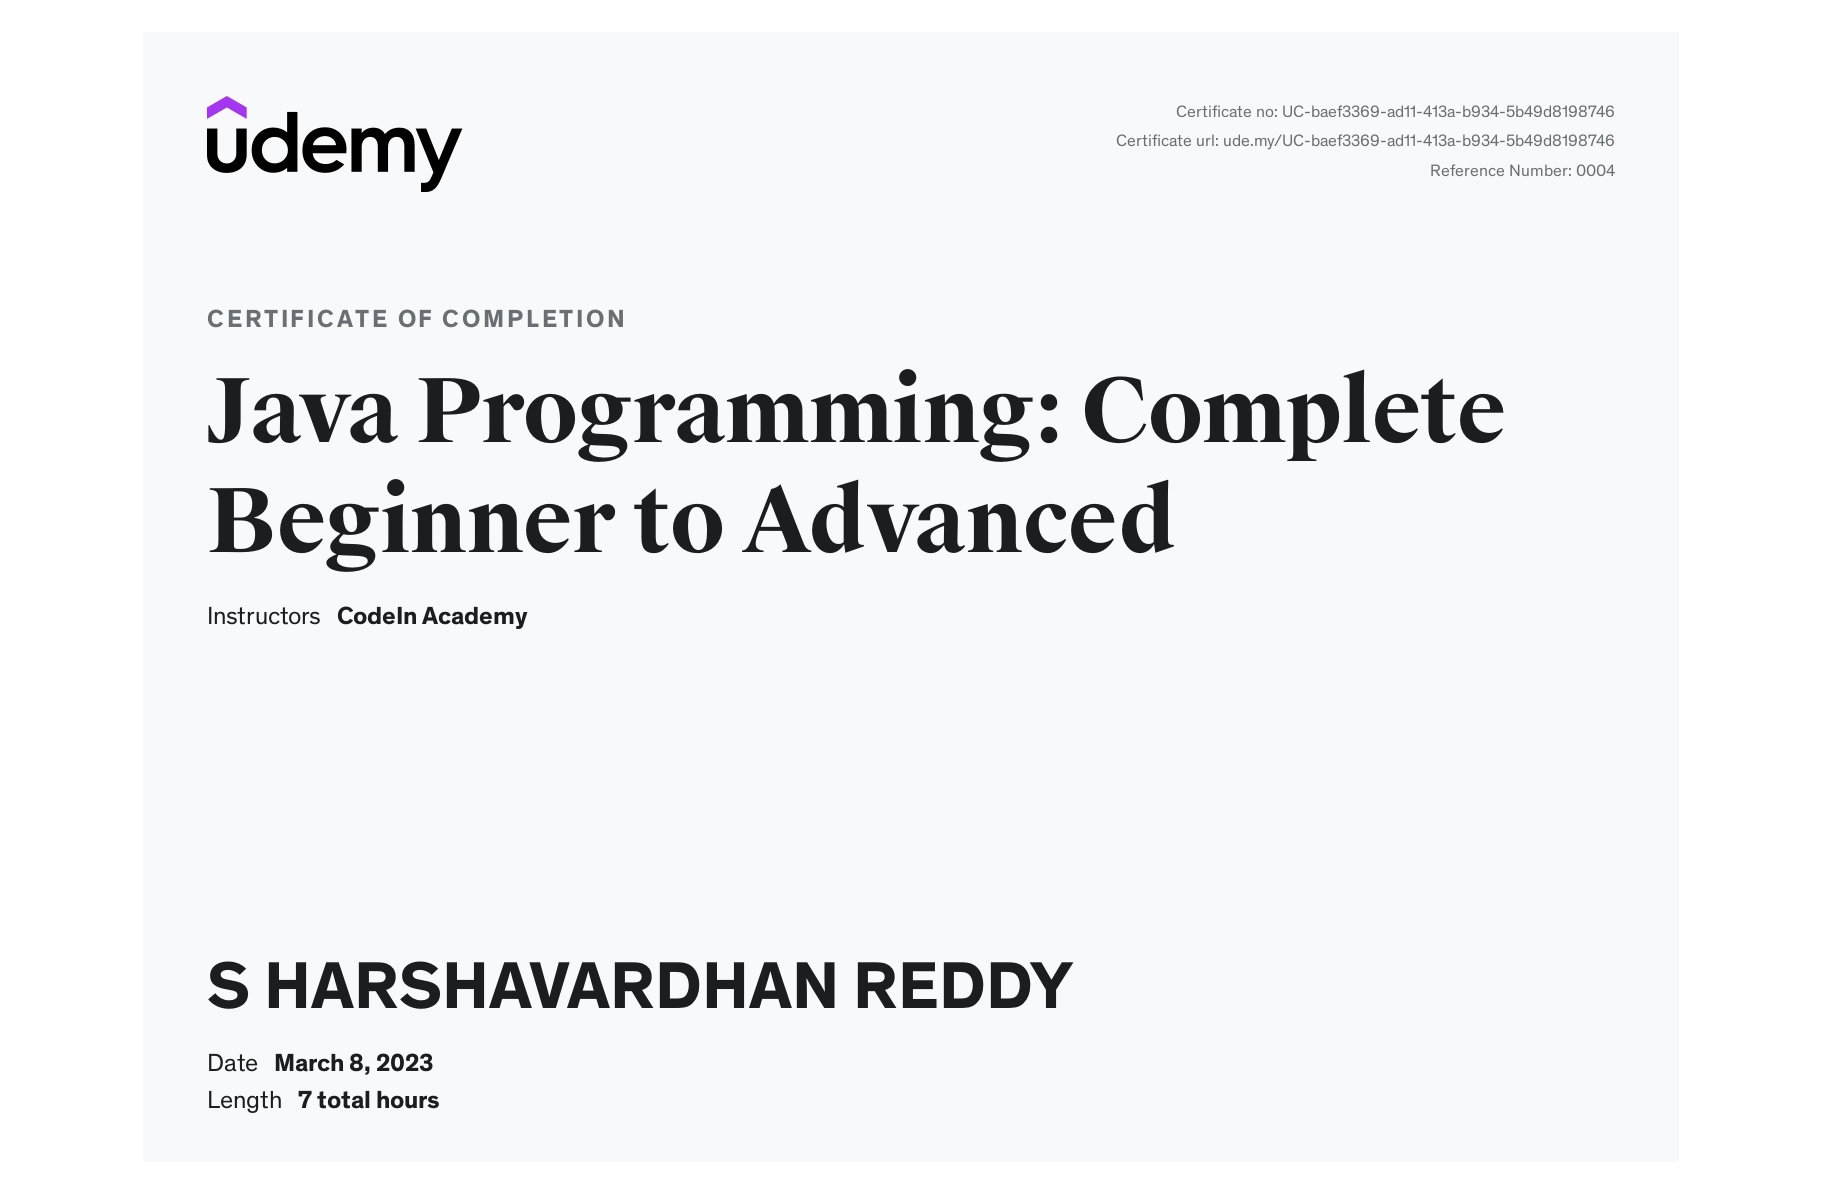 udemy
Certificate no: UC-baef3369-ad11-413a-b934-5b49d8198746
Certificate url: ude.my/UC-baef3369-ad11-413a-b934-5b49d8198746
Reference Number: 0004
CERTIFICATE OF COMPLETION
Java Programming: Complete
Beginner to Advanced
Instructors CodeIn Academy
S HARSHAVARDHAN REDDY
Date March 8, 2023
Length 7 total hours